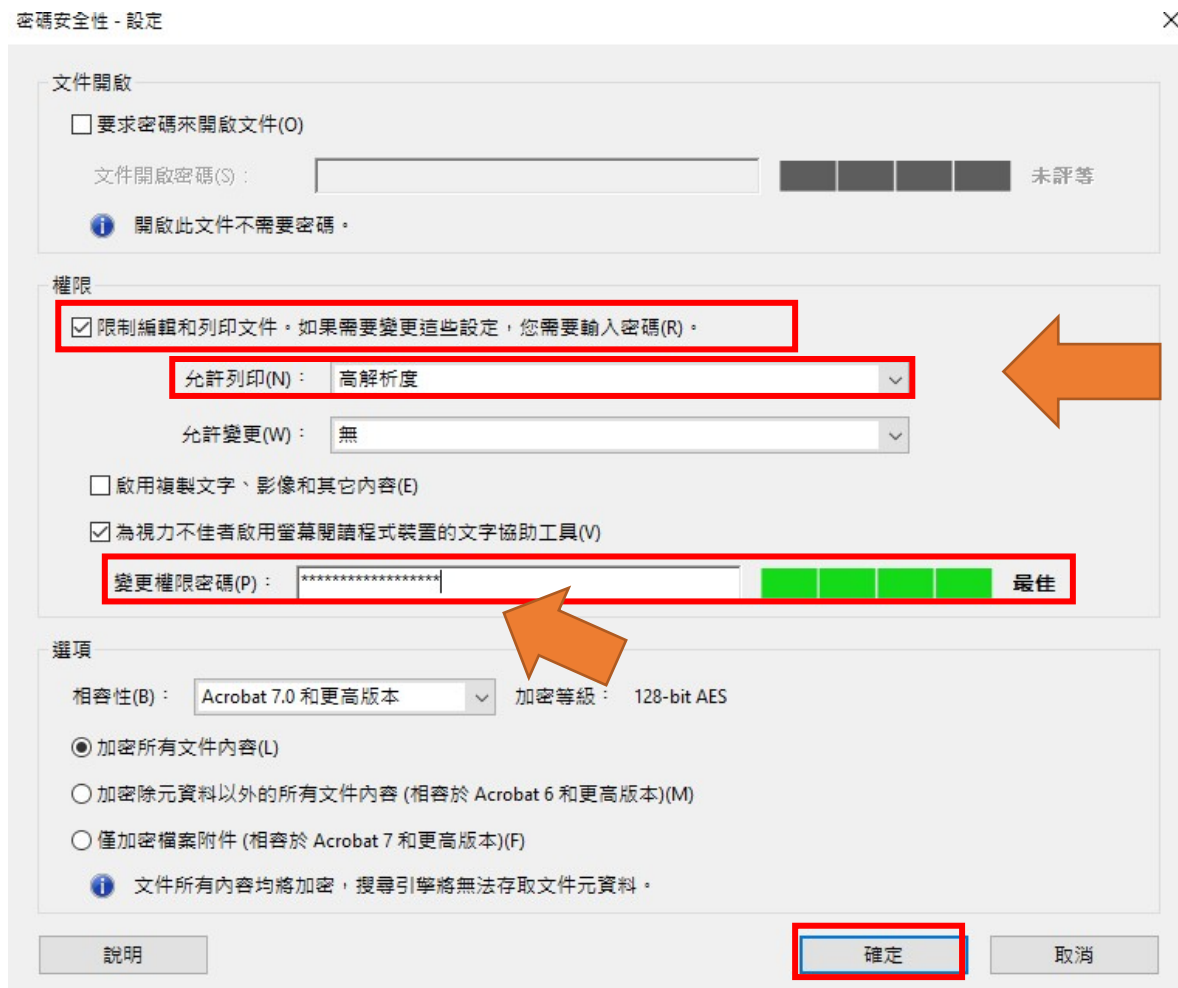 密碼安全性 - 設定
文件開啟
要求密碼來開啟文件(O)
文件開啟密碼(S)： 未評等
開啟此文件不需要密碼。
權限
限制編輯和列印文件。如果需要變更這些設定，您需要輸入密碼(R)。
允許列印(N)： 高解析度
允許變更(W)： 無
啟用複製文字、影像和其它內容(E)
為視力不佳者啟用螢幕閱讀程式裝置的文字協助工具(V)
變更權限密碼(P)： ****************** 最佳
選項
相容性(B)： Acrobat 7.0 和更高版本 加密等級： 128-bit AES
加密所有文件內容(L)
加密除元資料以外的所有文件內容 (相容於 Acrobat 6 和更高版本)(M)
僅加密檔案附件 (相容於 Acrobat 7 和更高版本)(F)
文件所有內容均將加密，搜尋引擎將無法存取文件元資料。
說明 確定 取消